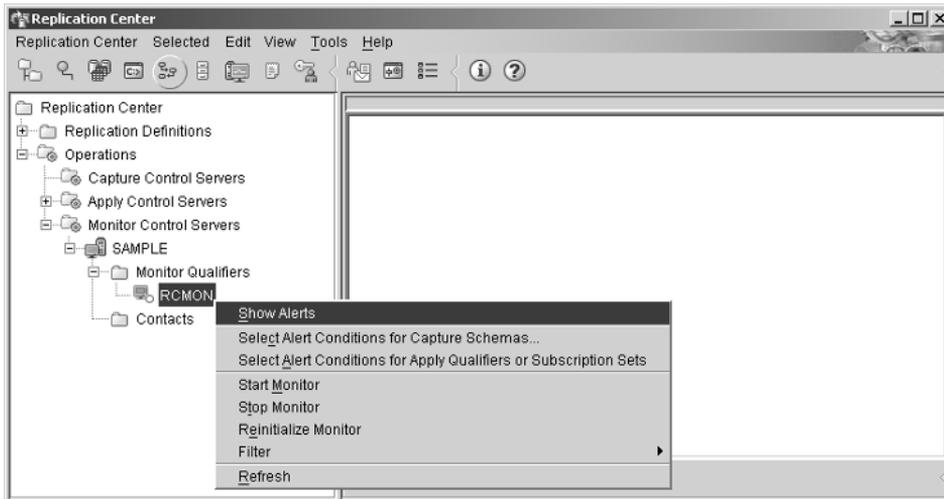 Replication Center
Replication Center Selected Edit View Tools Help
Replication Center
Replication Definitions
Operations
Capture Control Servers
Apply Control Servers
Monitor Control Servers
SAMPLE
Monitor Qualifiers
RCMON
Contacts
Show Alerts
Select Alert Conditions for Capture Schemas...
Select Alert Conditions for Apply Qualifiers or Subscription Sets
Start Monitor
Stop Monitor
Reinitialize Monitor
Filter
Refresh